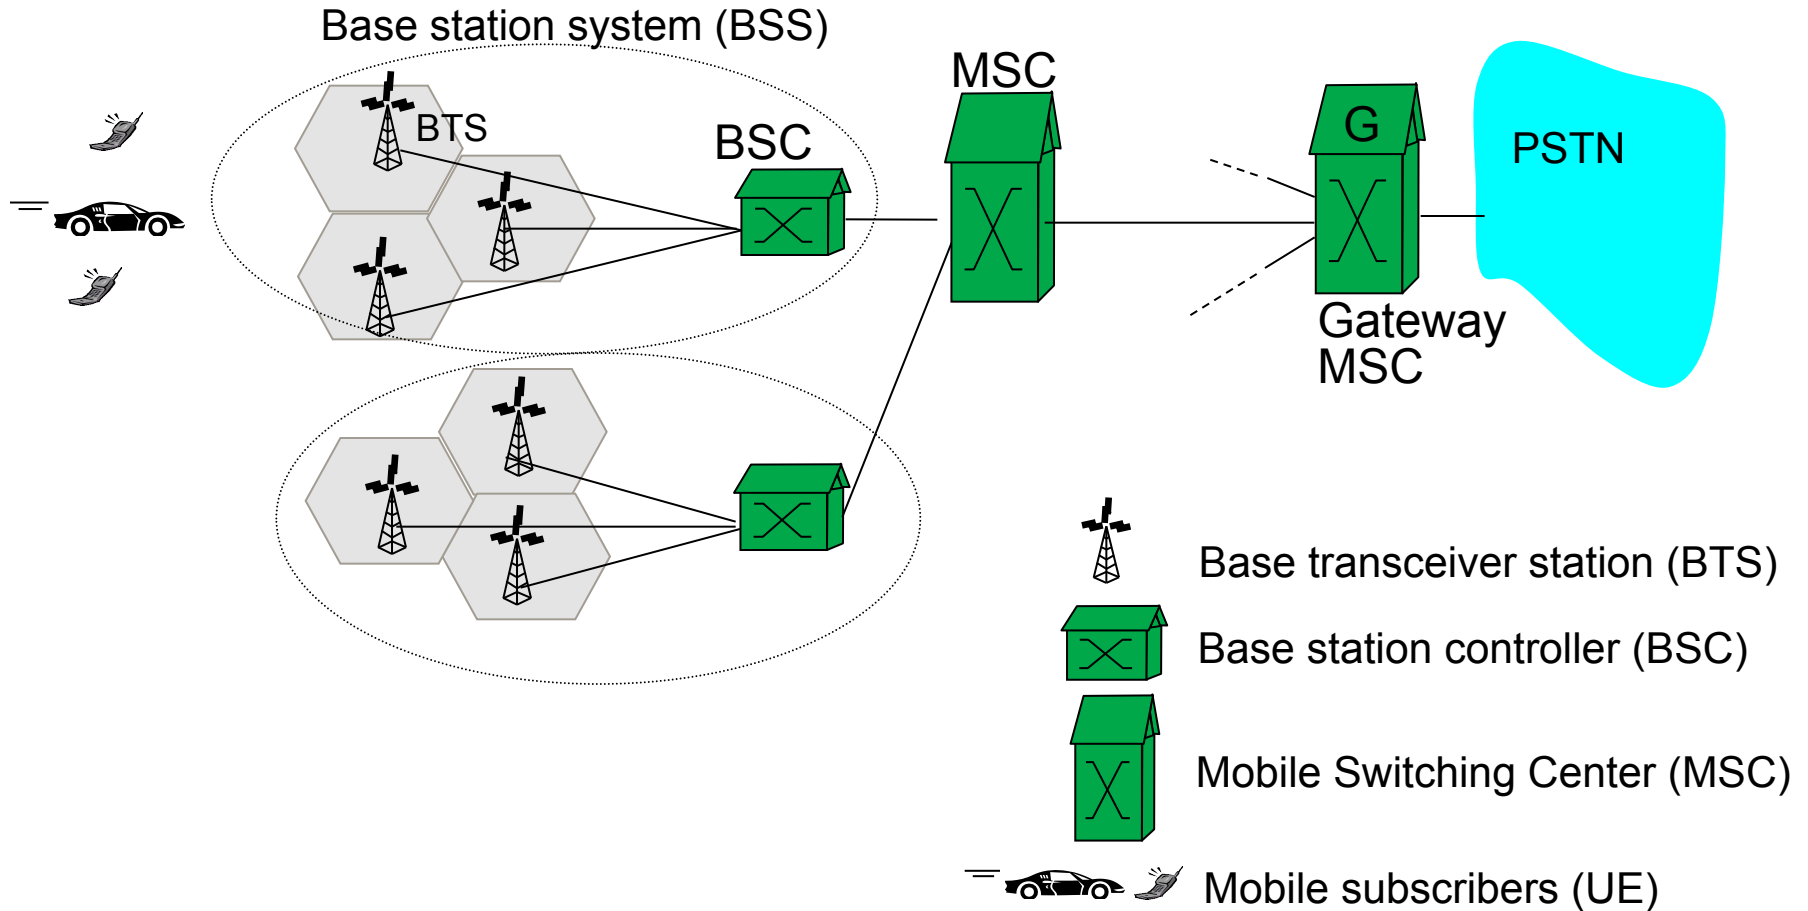 Base station system (BSS)
BTS
BSC
MSC
G
PSTN
Gateway
MSC
Base transceiver station (BTS)
Base station controller (BSC)
Mobile Switching Center (MSC)
Mobile subscribers (UE)